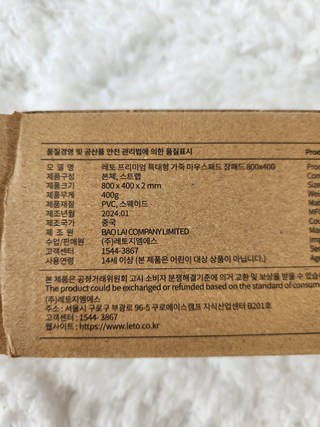 품질경영 및 공산품 안전 관리법에 의한 품질표시
모 델 명 레토 프리미엄 특대형 가죽 마우스패드 장패드 800x400
제품구성 본체, 스트랩
제품크기 800 x 400 x 2 mm
제품무게 400g
제품재질 PVC, 스웨이드
제조년월 2024.01
제조국가 중국
제 조 원 BAO LAI COMPANY LIMITED
수입/판매원 (주)레토지엠에스
고객센터 1544-3867
사용연령 14세 이상 (본 제품은 어린이 대상 상품이 아닙니다.)
본 제품은 공정거래위원회 고시 소비자 분쟁해결기준에 의거 교환 및 보상을 받을 수
The product could be exchanged or refunded based on the standard of consum
(주)레토지엠에스
주소 : 서울시 구로구 부광로 96-5 구로에이스캠프 지식산업센터 B201호
고객센터 : 1544- 3867
웹사이트 : https://www.leto.co.kr